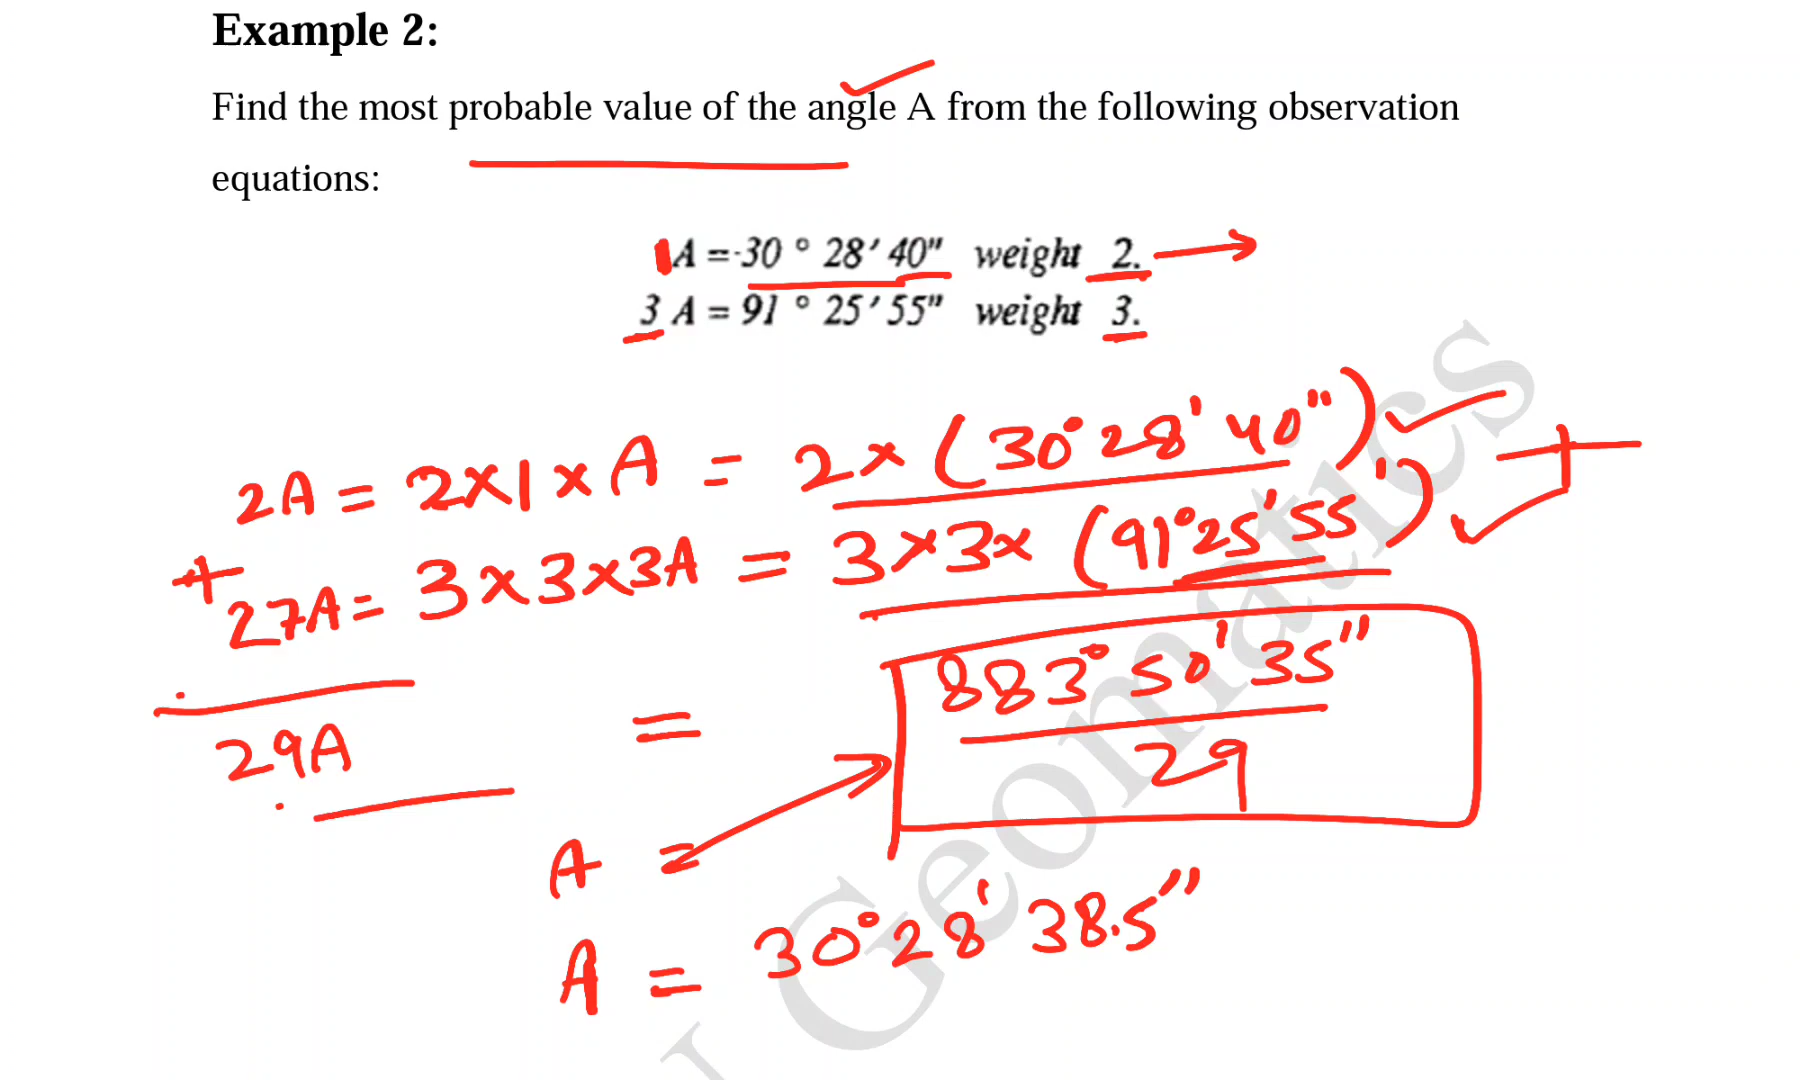 Example 2:
Find the most probable value of the angle A from the following observation
equations:
1A = 30 ° 28′ 40″ weight 2.
3 A = 91 ° 25′ 55″ weight 3.
2A = 2×1×A = 2×(30° 28' 40")
+
27A = 3×3×3A = 3×3×(91° 25' 55')
29A = 883° 50' 35"
29
A =
A = 30° 28' 38.5"
Geomatics